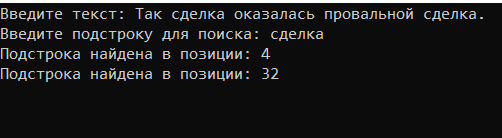 Введите текст: Так сделка оказалась провальной сделка.
Введите подстроку для поиска: сделка
Подстрока найдена в позиции: 4
Подстрока найдена в позиции: 32